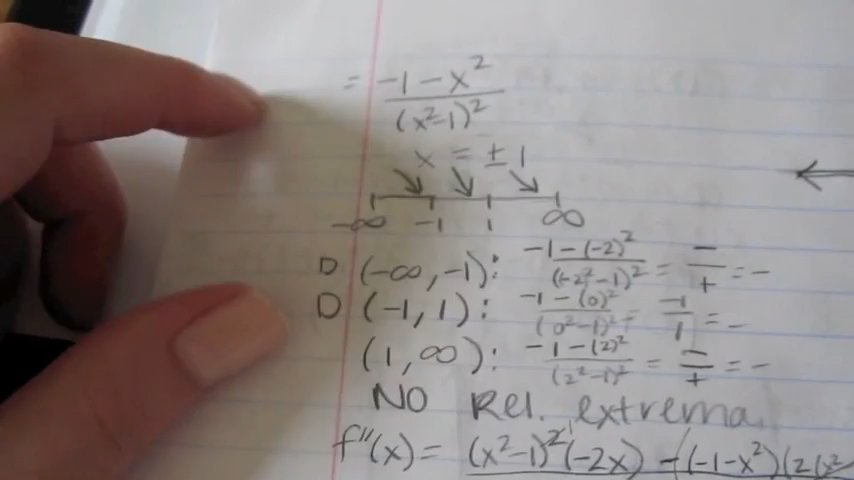 = -1 - x² / (x²-1)²
x = ± 1
-∞ -1 1 ∞
D (-∞, -1): -1-(-2)² / (-2²-1)² = - / + = -
D (-1, 1): -1-(0)² / (0²-1)² = -1 / 1 = -
(1, ∞): -1-(2)² / (2²-1)² = - / + = -
NO Rel. extrema.
f''(x) = (x²-1)²(-2x) - (-1-x²)(2(x²